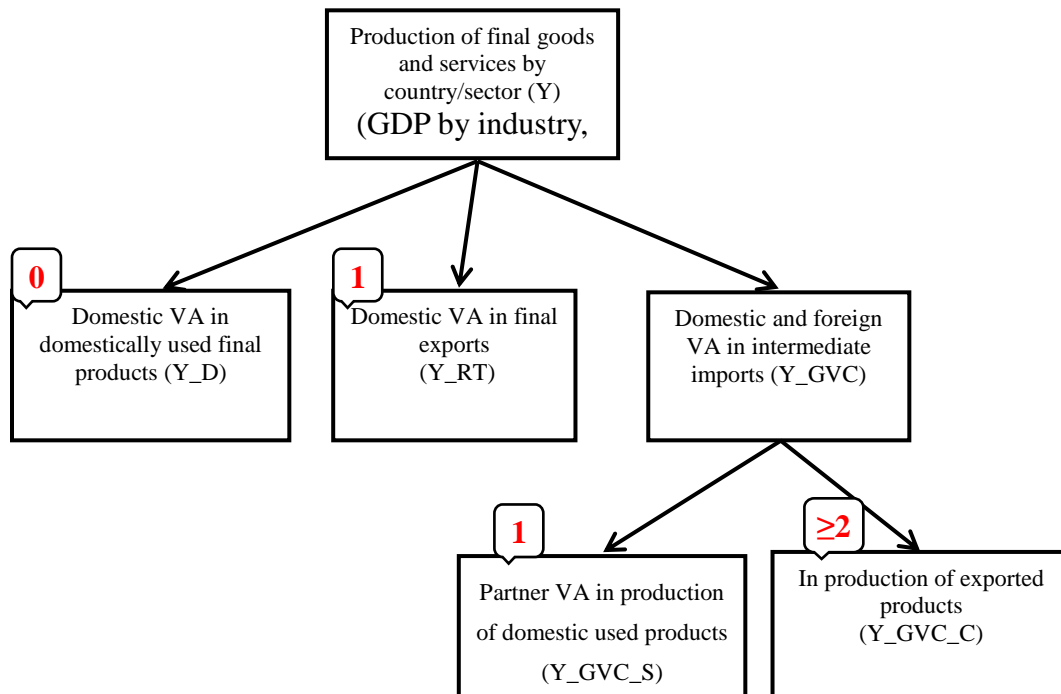 Production of final goods
and services by
country/sector (Y)
(GDP by industry,
0
Domestic VA in
domestically used final
products (Y_D)
1
Domestic VA in final
exports
(Y_RT)
Domestic and foreign
VA in intermediate
imports (Y_GVC)
1
Partner VA in production
of domestic used products
(Y_GVC_S)
≥2
In production of exported
products
(Y_GVC_C)